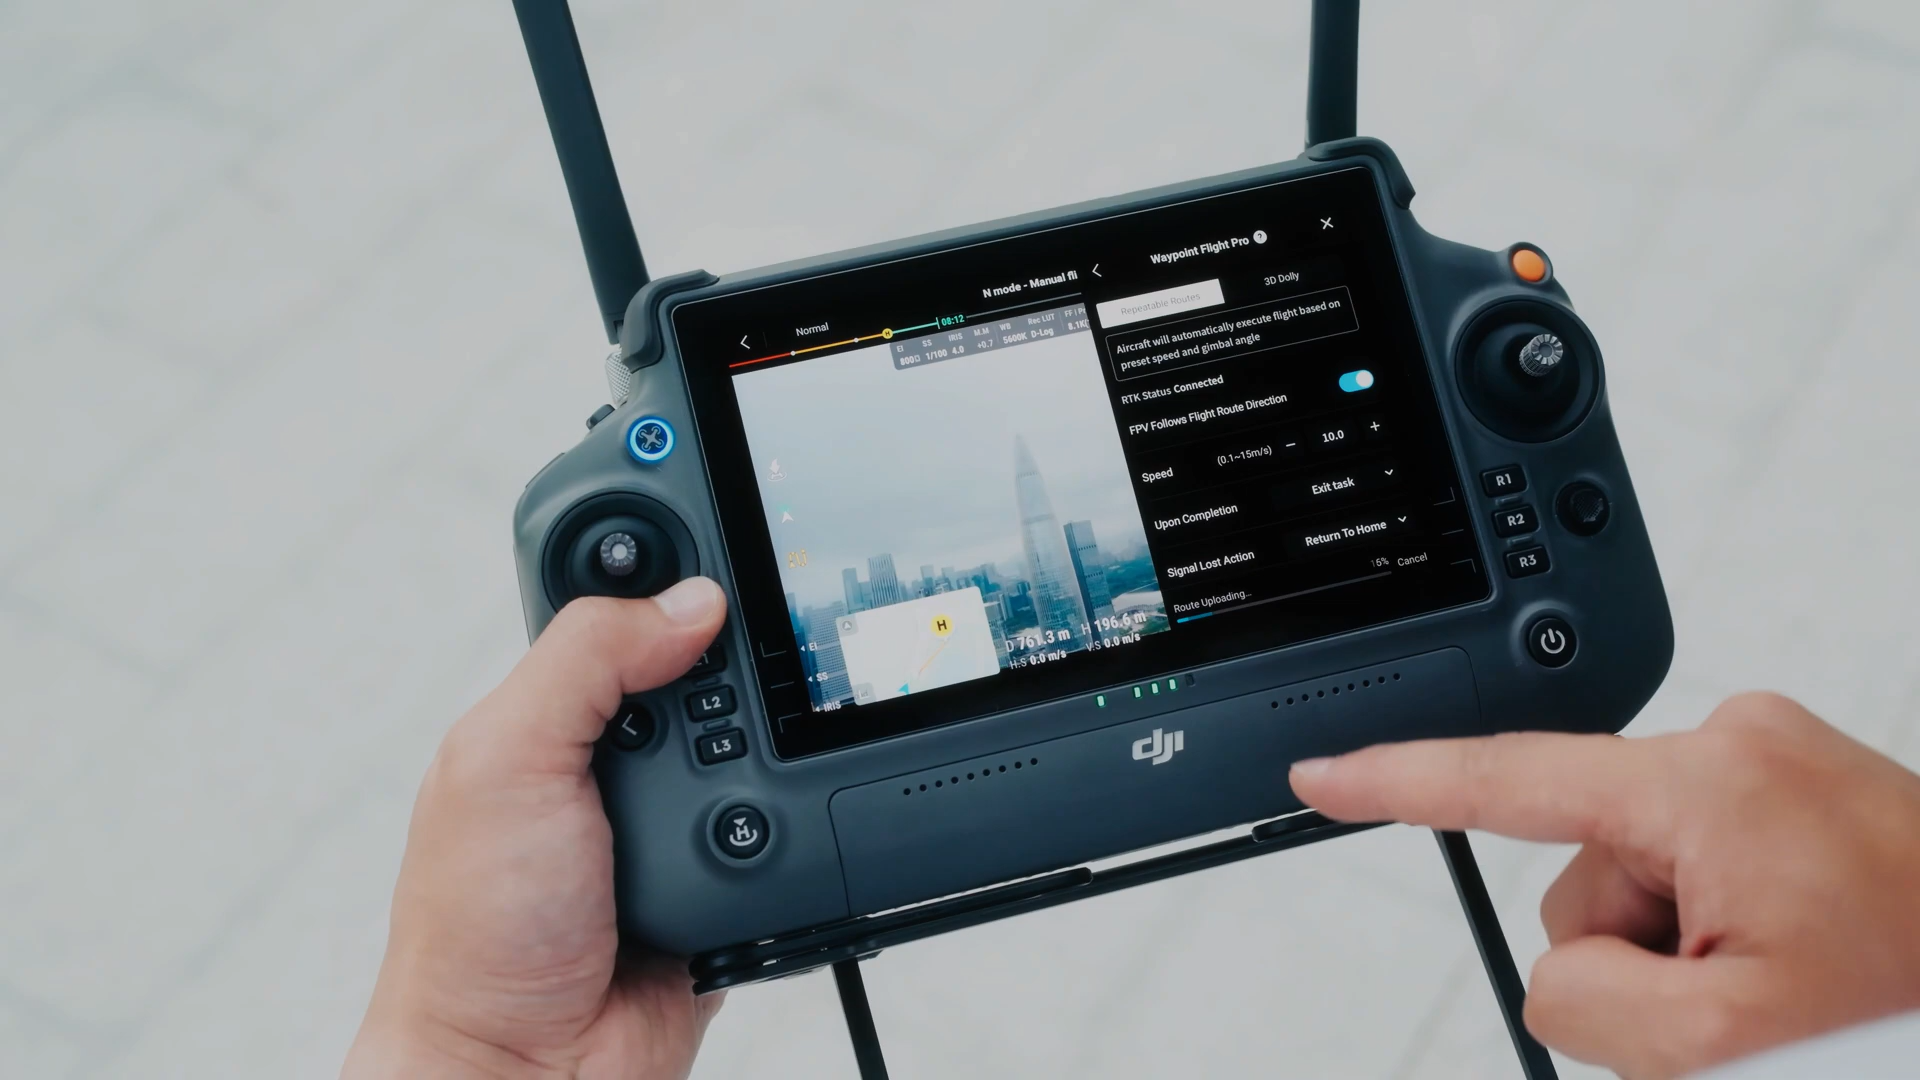 Normal
N mode - Manual fli
08:12
EI
800
SS
1/100
IRIS
4.0
M.M
+0.7
WB
5600K
Rec LUT
D-Log
8.1K
Waypoint Flight Pro ?
Repeatable Routes
3D Dolly
Aircraft will automatically execute flight based on
preset speed and gimbal angle
RTK Status Connected
FPV Follows Flight Route Direction
Speed (0.1~15m/s) − 10.0 +
Upon Completion Exit task
Signal Lost Action Return To Home
Route Uploading... Cancel
H
EI
SS
IRIS
D 761.3 m H 196.6 m
H.S 0.0 m/s V.S 0.0 m/s
L2
L3
R1
R2
R3
H
dji